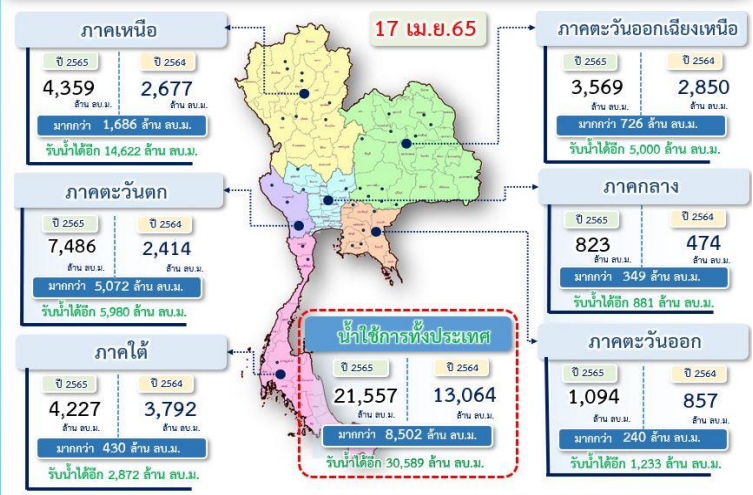 17 เม.ย.65
ภาคเหนือ
ปี 2565 ปี 2564
4,359 2,677
ล้าน ลบ.ม. ล้าน ลบ.ม.
มากกว่า 1,686 ล้าน ลบ.ม.
รับน้ำได้อีก 14,622 ล้าน ลบ.ม.
ภาคตะวันออกเฉียงเหนือ
ปี 2565 ปี 2564
3,569 2,850
ล้าน ลบ.ม. ล้าน ลบ.ม.
มากกว่า 726 ล้าน ลบ.ม.
รับน้ำได้อีก 5,000 ล้าน ลบ.ม.
ภาคตะวันตก
ปี 2565 ปี 2564
7,486 2,414
ล้าน ลบ.ม. ล้าน ลบ.ม.
มากกว่า 5,072 ล้าน ลบ.ม.
รับน้ำได้อีก 5,980 ล้าน ลบ.ม.
ภาคกลาง
ปี 2565 ปี 2564
823 474
ล้าน ลบ.ม. ล้าน ลบ.ม.
มากกว่า 349 ล้าน ลบ.ม.
รับน้ำได้อีก 881 ล้าน ลบ.ม.
ภาคใต้
ปี 2565 ปี 2564
4,227 3,792
ล้าน ลบ.ม. ล้าน ลบ.ม.
มากกว่า 430 ล้าน ลบ.ม.
รับน้ำได้อีก 2,872 ล้าน ลบ.ม.
น้ำใช้การทั้งประเทศ
ปี 2565 ปี 2564
21,557 13,064
ล้าน ลบ.ม. ล้าน ลบ.ม.
มากกว่า 8,502 ล้าน ลบ.ม.
รับน้ำได้อีก 30,589 ล้าน ลบ.ม.
ภาคตะวันออก
ปี 2565 ปี 2564
1,094 857
ล้าน ลบ.ม. ล้าน ลบ.ม.
มากกว่า 240 ล้าน ลบ.ม.
รับน้ำได้อีก 1,233 ล้าน ลบ.ม.